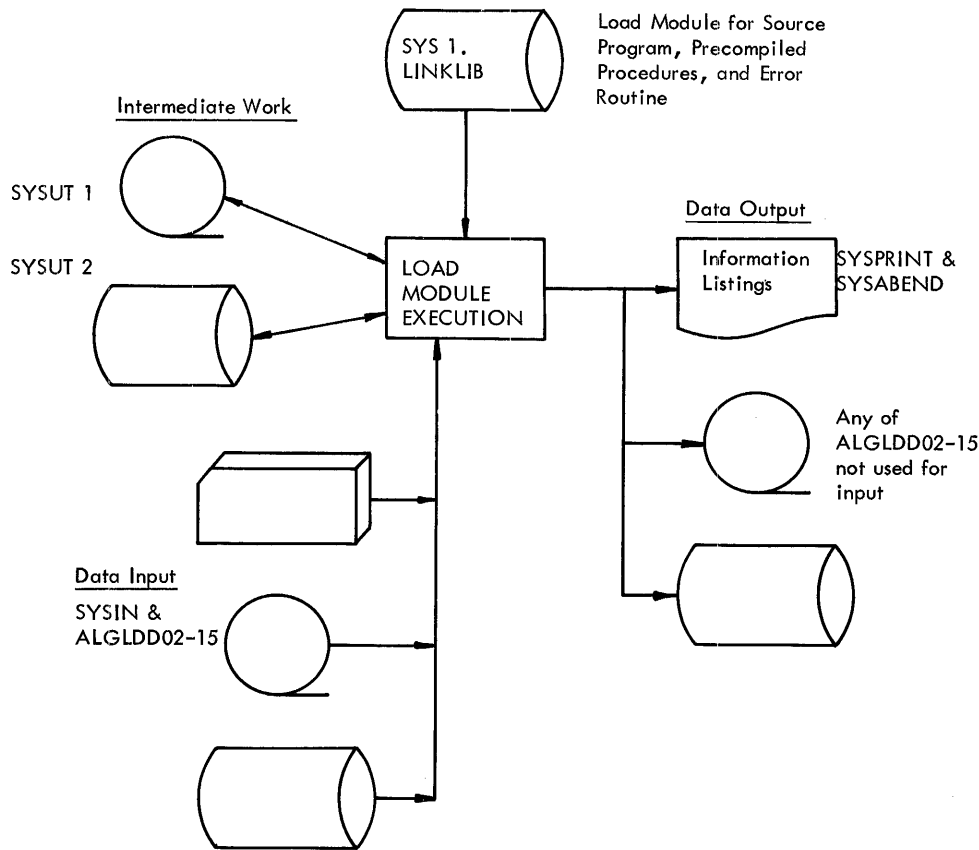 SYS 1.
LINKLIB
Load Module for Source
Program, Precompiled
Procedures, and Error
Routine
Intermediate Work
SYSUT 1
SYSUT 2
LOAD
MODULE
EXECUTION
Data Output
Information
Listings
SYSPRINT &
SYSABEND
Any of
ALGLDD02-15
not used for
input
Data Input
SYSIN &
ALGLDD02-15